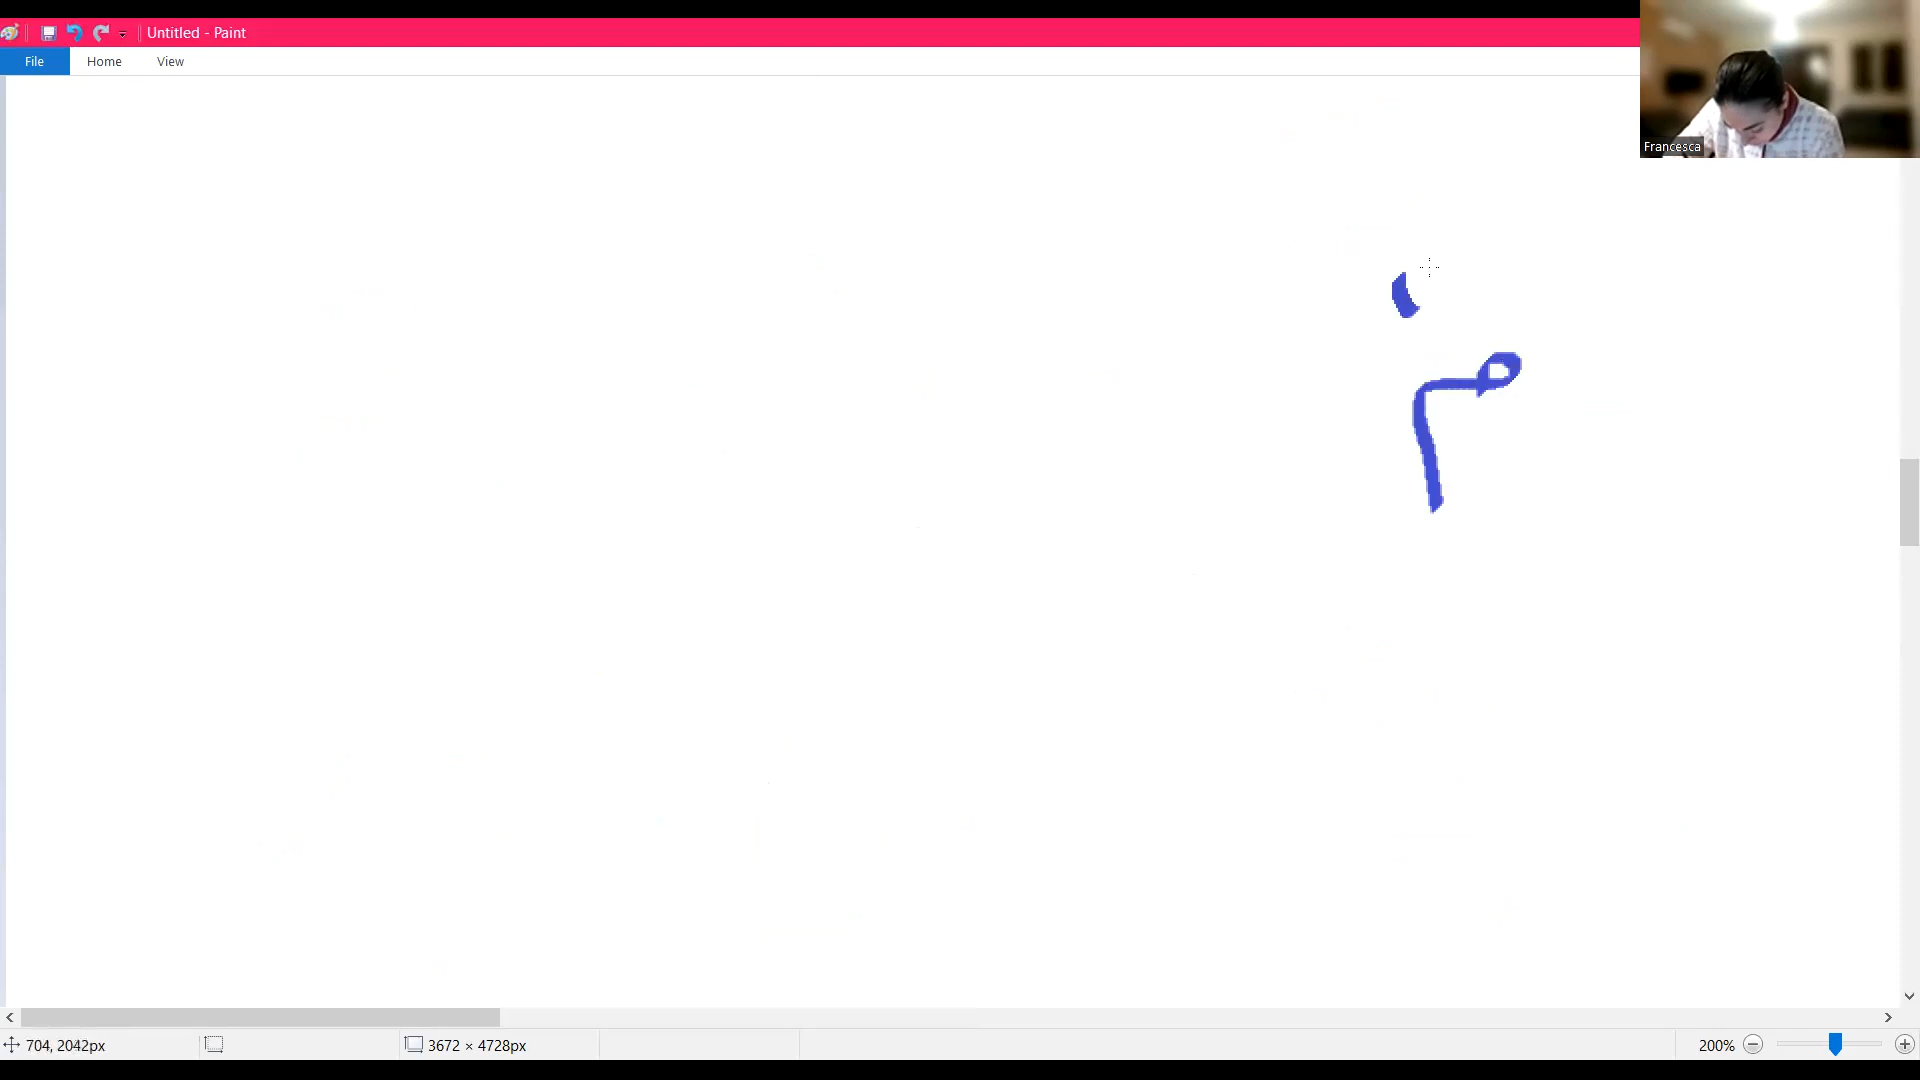 Untitled - Paint
Francesca
File Home View
م
704, 2042px 3672 × 4728px 200%